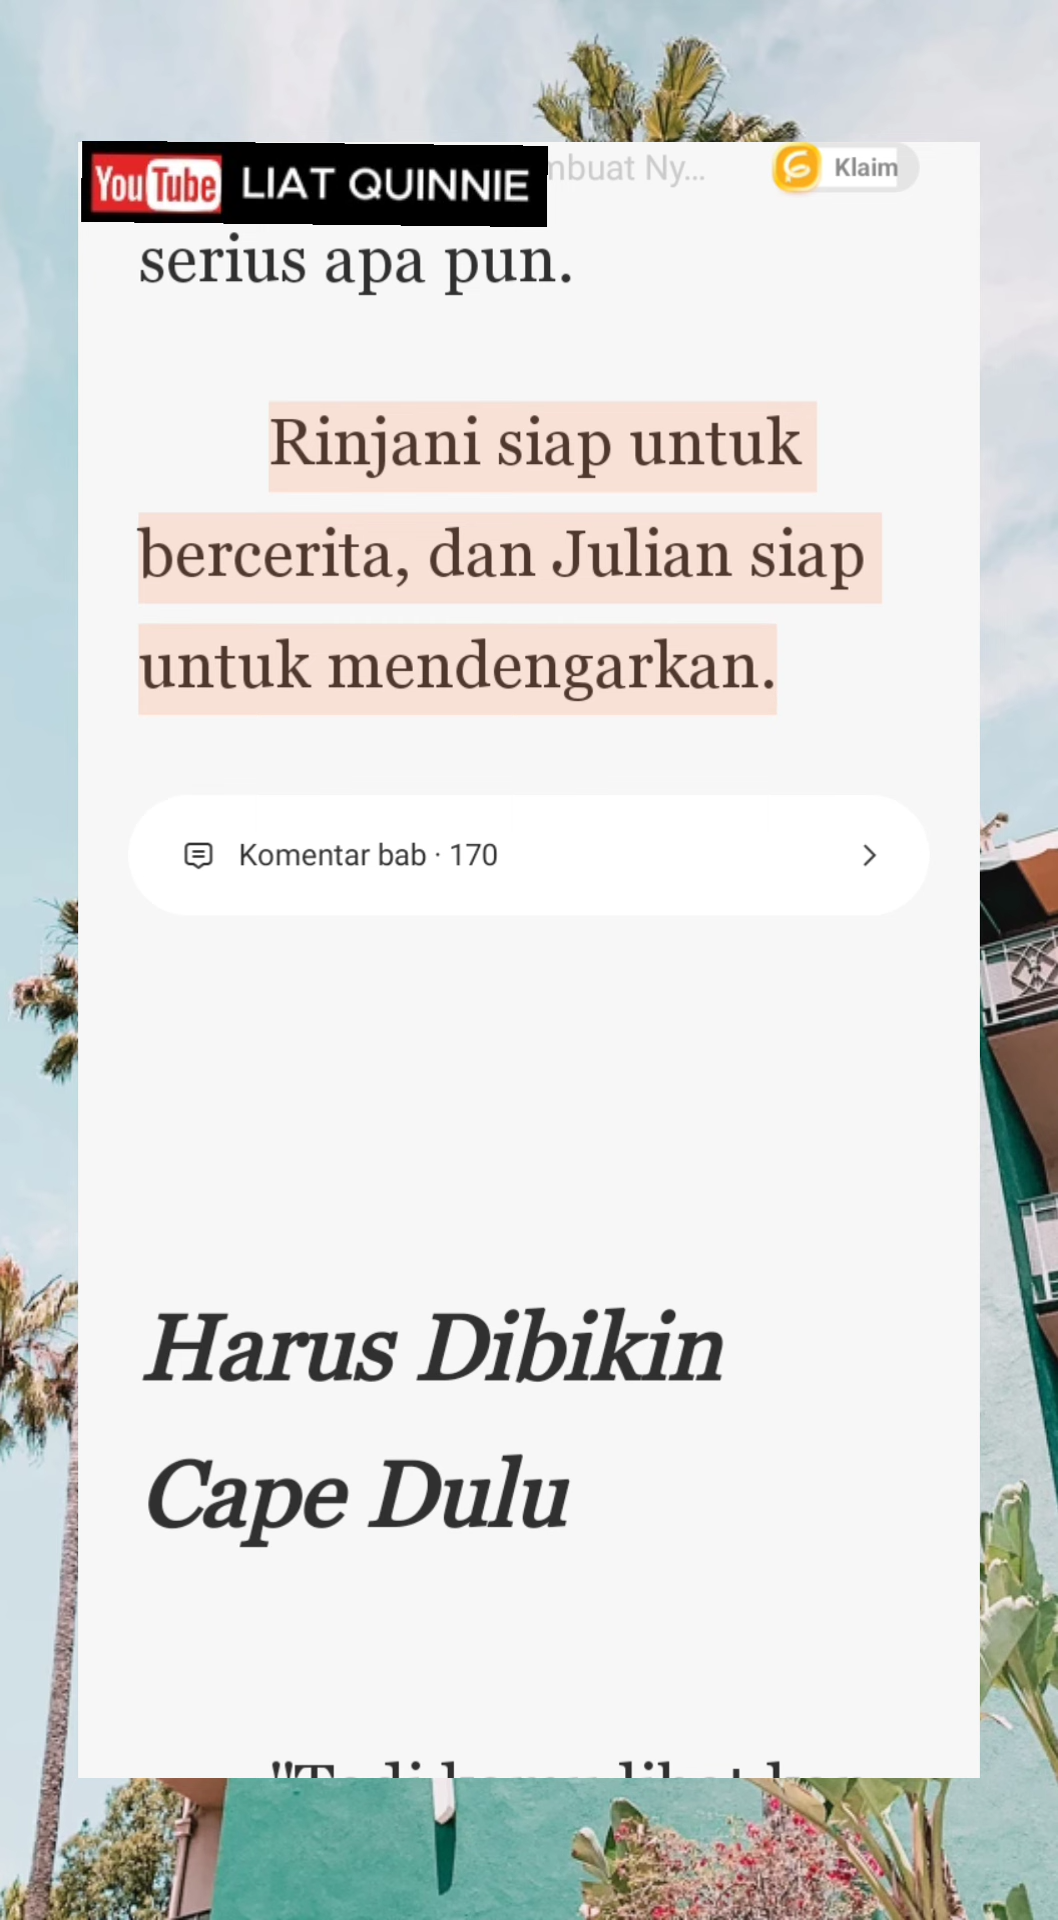 YouTube LIAT QUINNIE
mbuat Ny...
Klaim
serius apa pun.
Rinjani siap untuk
bercerita, dan Julian siap
untuk mendengarkan.
Komentar bab · 170
Harus Dibikin
Cape Dulu